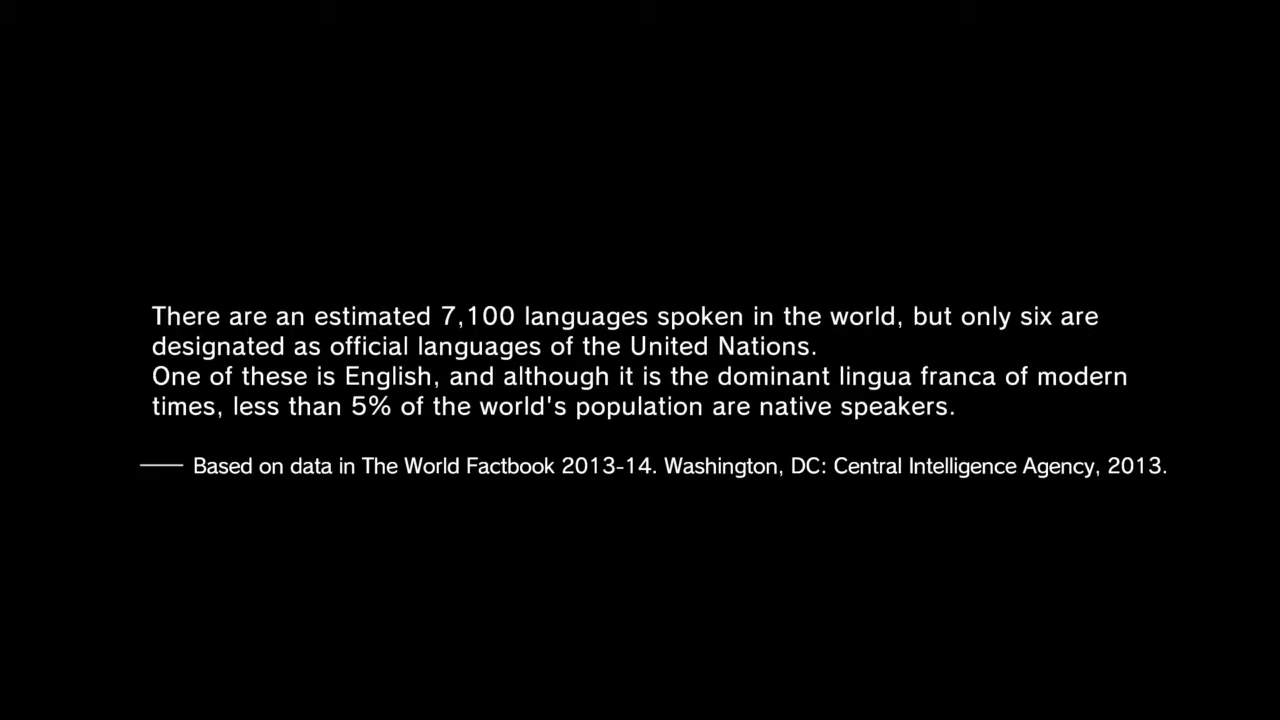 There are an estimated 7,100 languages spoken in the world, but only six are
designated as official languages of the United Nations.
One of these is English, and although it is the dominant lingua franca of modern
times, less than 5% of the world's population are native speakers.
—— Based on data in The World Factbook 2013-14. Washington, DC: Central Intelligence Agency, 2013.